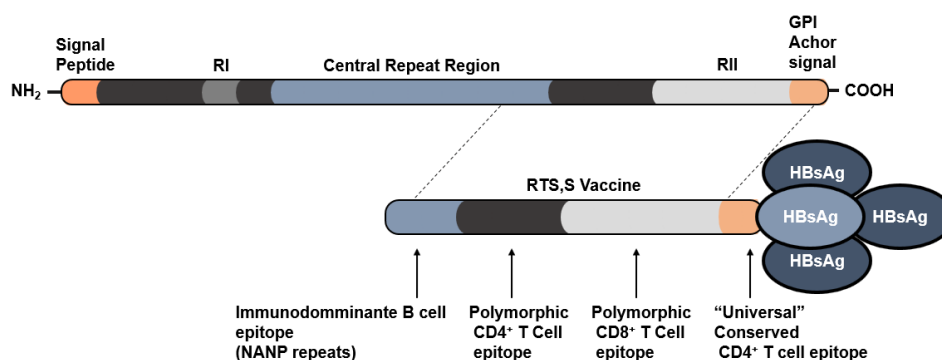 Signal
Peptide
RI
Central Repeat Region
RII
GPI
Achor
signal
NH₂
COOH
RTS,S Vaccine
HBsAg
HBsAg
HBsAg
HBsAg
Immunodomminante B cell
epitope
(NANP repeats)
Polymorphic
CD4⁺ T Cell
epitope
Polymorphic
CD8⁺ T Cell
epitope
“Universal”
Conserved
CD4⁺ T cell epitope